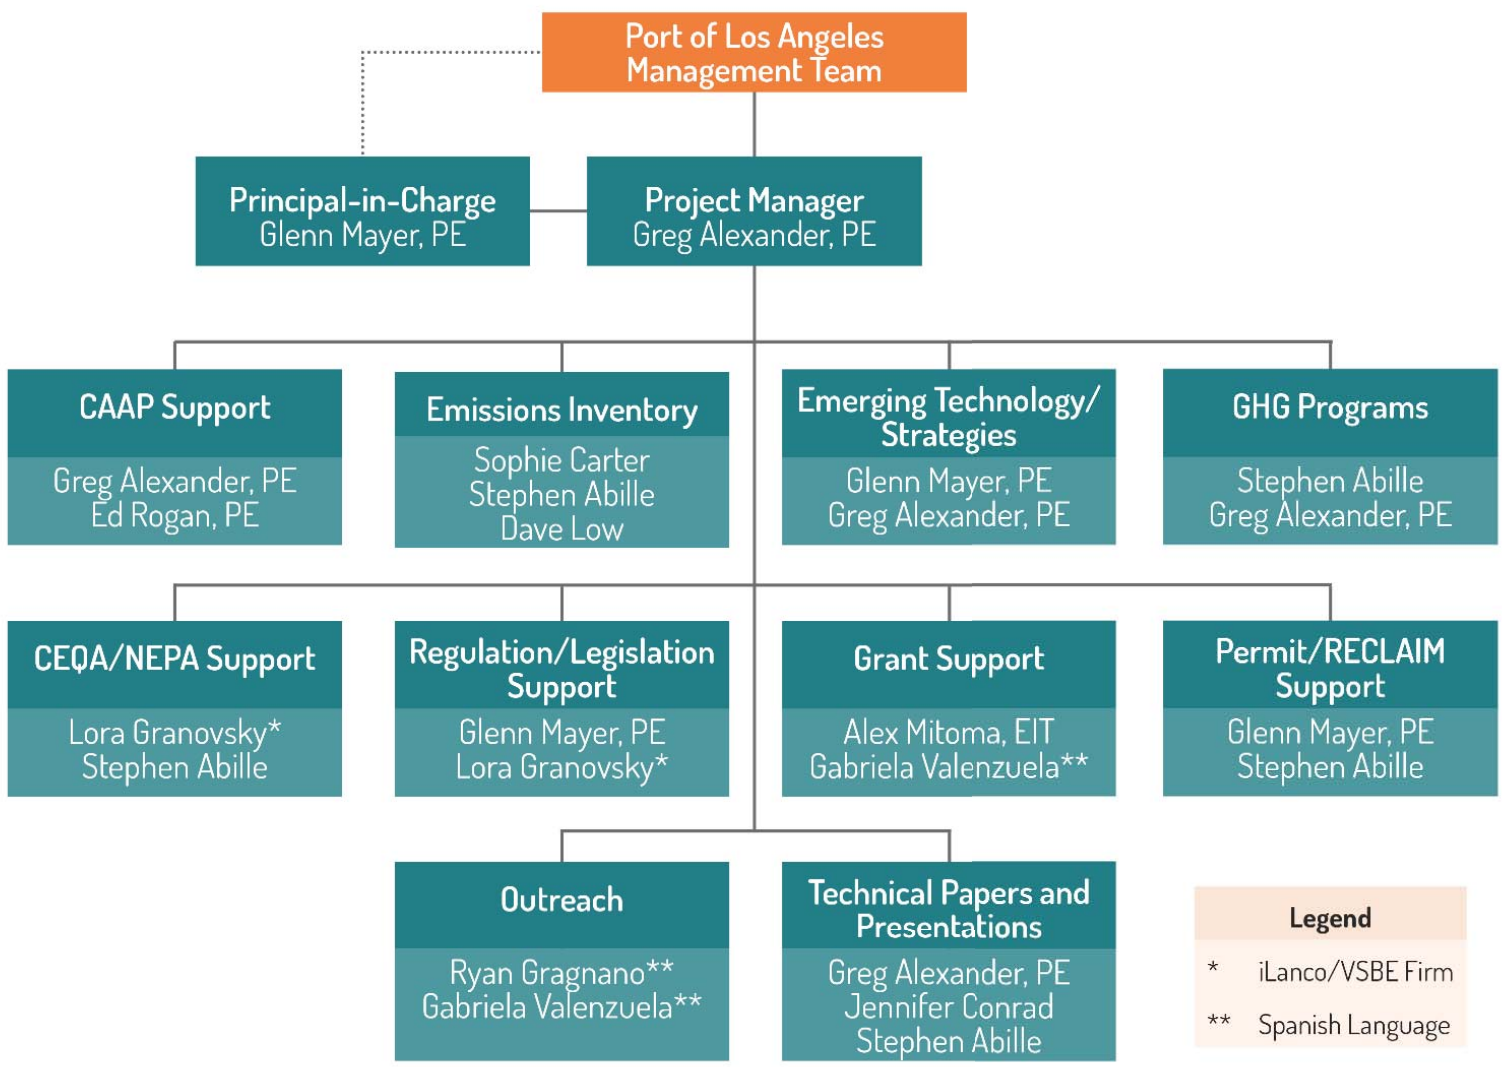 Port of Los Angeles
Management Team
Principal-in-Charge
Glenn Mayer, PE
Project Manager
Greg Alexander, PE
CAAP Support
Greg Alexander, PE
Ed Rogan, PE
Emissions Inventory
Sophie Carter
Stephen Abille
Dave Low
Emerging Technology/
Strategies
Glenn Mayer, PE
Greg Alexander, PE
GHG Programs
Stephen Abille
Greg Alexander, PE
CEQA/NEPA Support
Lora Granovsky*
Stephen Abille
Regulation/Legislation
Support
Glenn Mayer, PE
Lora Granovsky*
Grant Support
Alex Mitoma, EIT
Gabriela Valenzuela**
Permit/RECLAIM
Support
Glenn Mayer, PE
Stephen Abille
Outreach
Ryan Gragnano**
Gabriela Valenzuela**
Technical Papers and
Presentations
Greg Alexander, PE
Jennifer Conrad
Stephen Abille
Legend
* iLanco/VSBE Firm
** Spanish Language